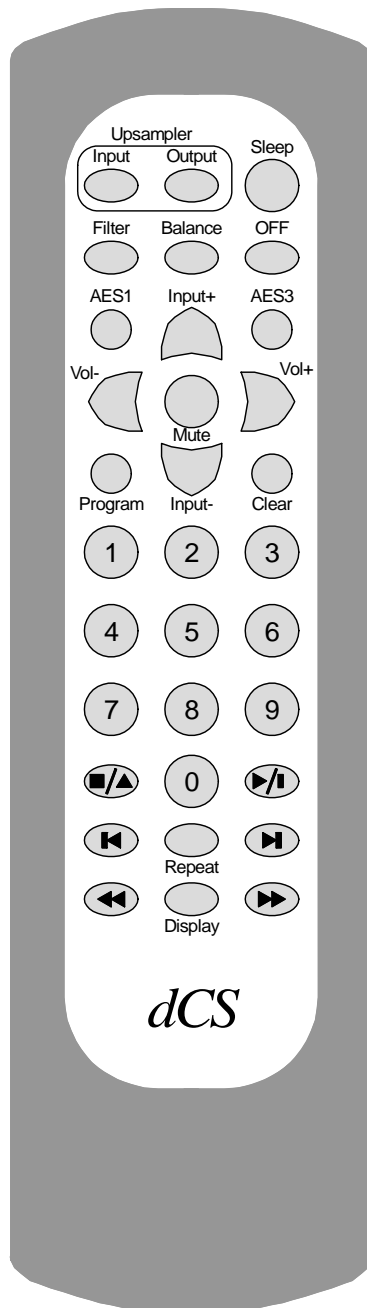 Upsampler
Input Output Sleep
Filter Balance OFF
AES1 Input+ AES3
Vol- Vol+
Mute
Program Input- Clear
1 2 3
4 5 6
7 8 9
0
Repeat
Display
dCS